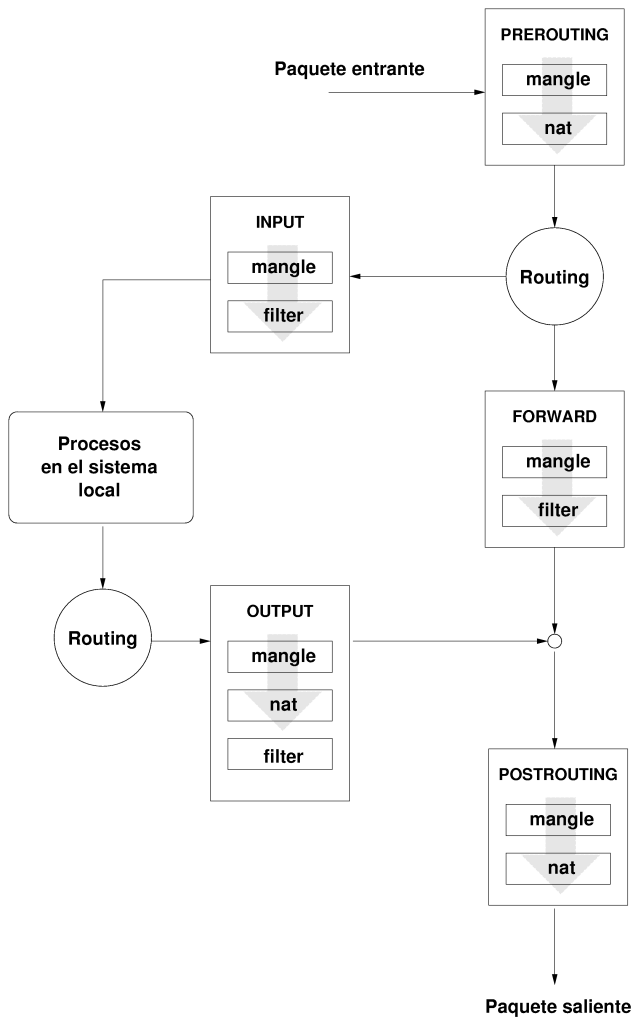 PREROUTING
Paquete entrante
mangle
nat
INPUT
mangle
filter
Routing
Procesos
en el sistema
local
FORWARD
mangle
filter
Routing
OUTPUT
mangle
nat
filter
POSTROUTING
mangle
nat
Paquete saliente